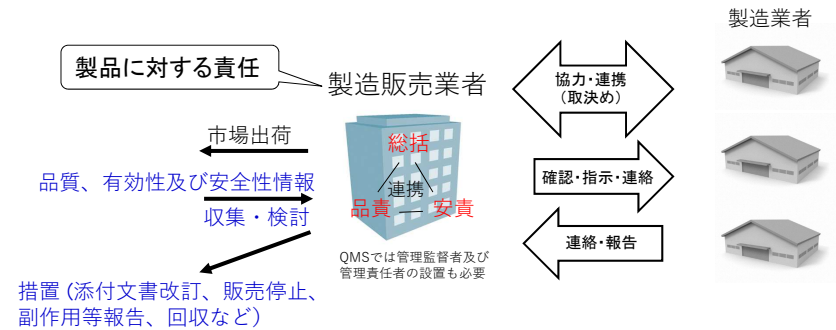 製造業者
製品に対する責任
製造販売業者
協力・連携
（取決め）
市場出荷
総括
品質、有効性及び安全性情報
連携
確認・指示・連絡
収集・検討
品責
安責
連絡・報告
QMSでは管理監督者及び
管理責任者の設置も必要
措置 (添付文書改訂、販売停止、
副作用等報告、回収など）